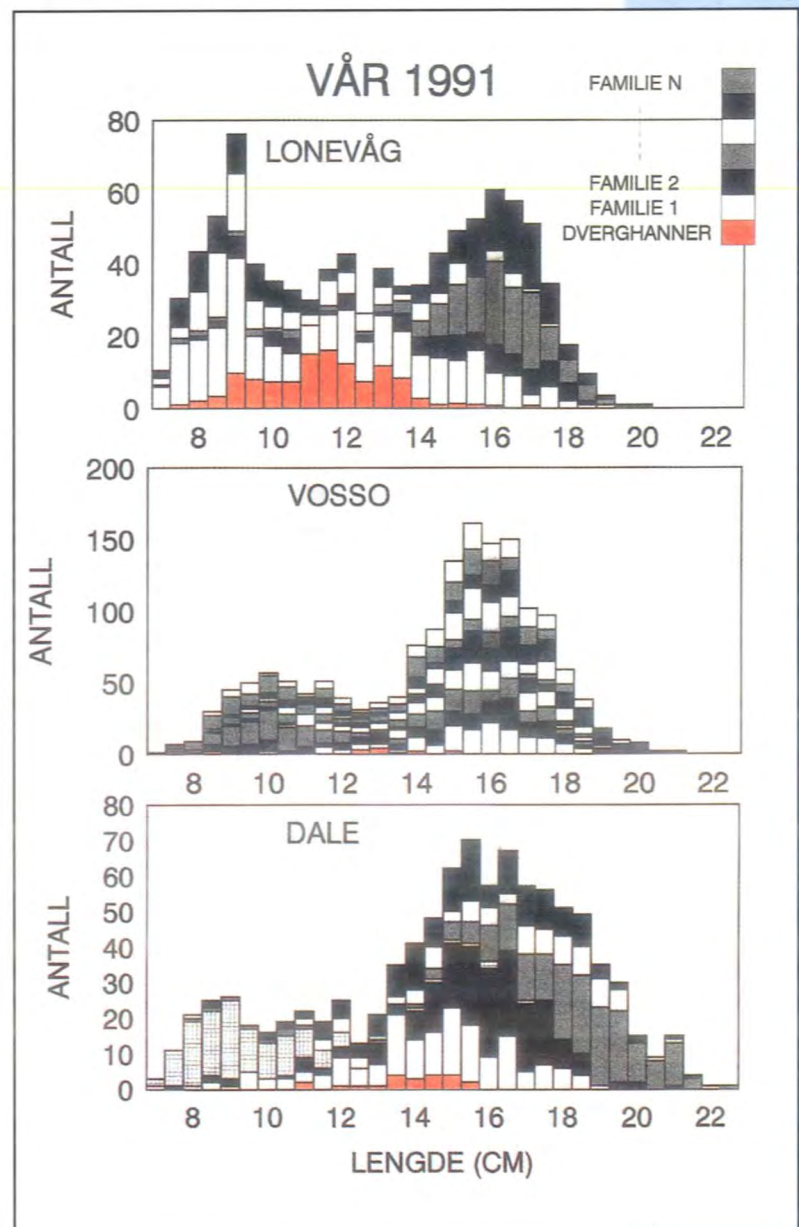 VÅR 1991
FAMILIE N
FAMILIE 2
FAMILIE 1
DVERGHANNER
LONEVÅG
ANTALL
80
60
40
20
0
8 10 12 14 16 18 20 22
VOSSO
ANTALL
200
150
100
50
0
8 10 12 14 16 18 20 22
DALE
ANTALL
80
70
60
50
40
30
20
10
0
8 10 12 14 16 18 20 22
LENGDE (CM)